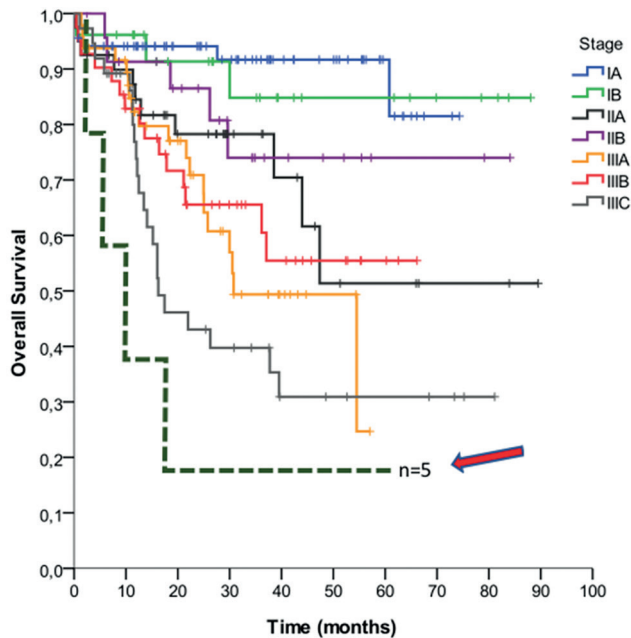 Stage
IA
IB
IIA
IIB
IIIA
IIIB
IIIC
Overall Survival
1,0
0,9
0,8
0,7
0,6
0,5
0,4
0,3
0,2
0,1
0,0
n=5
0 10 20 30 40 50 60 70 80 90 100
Time (months)